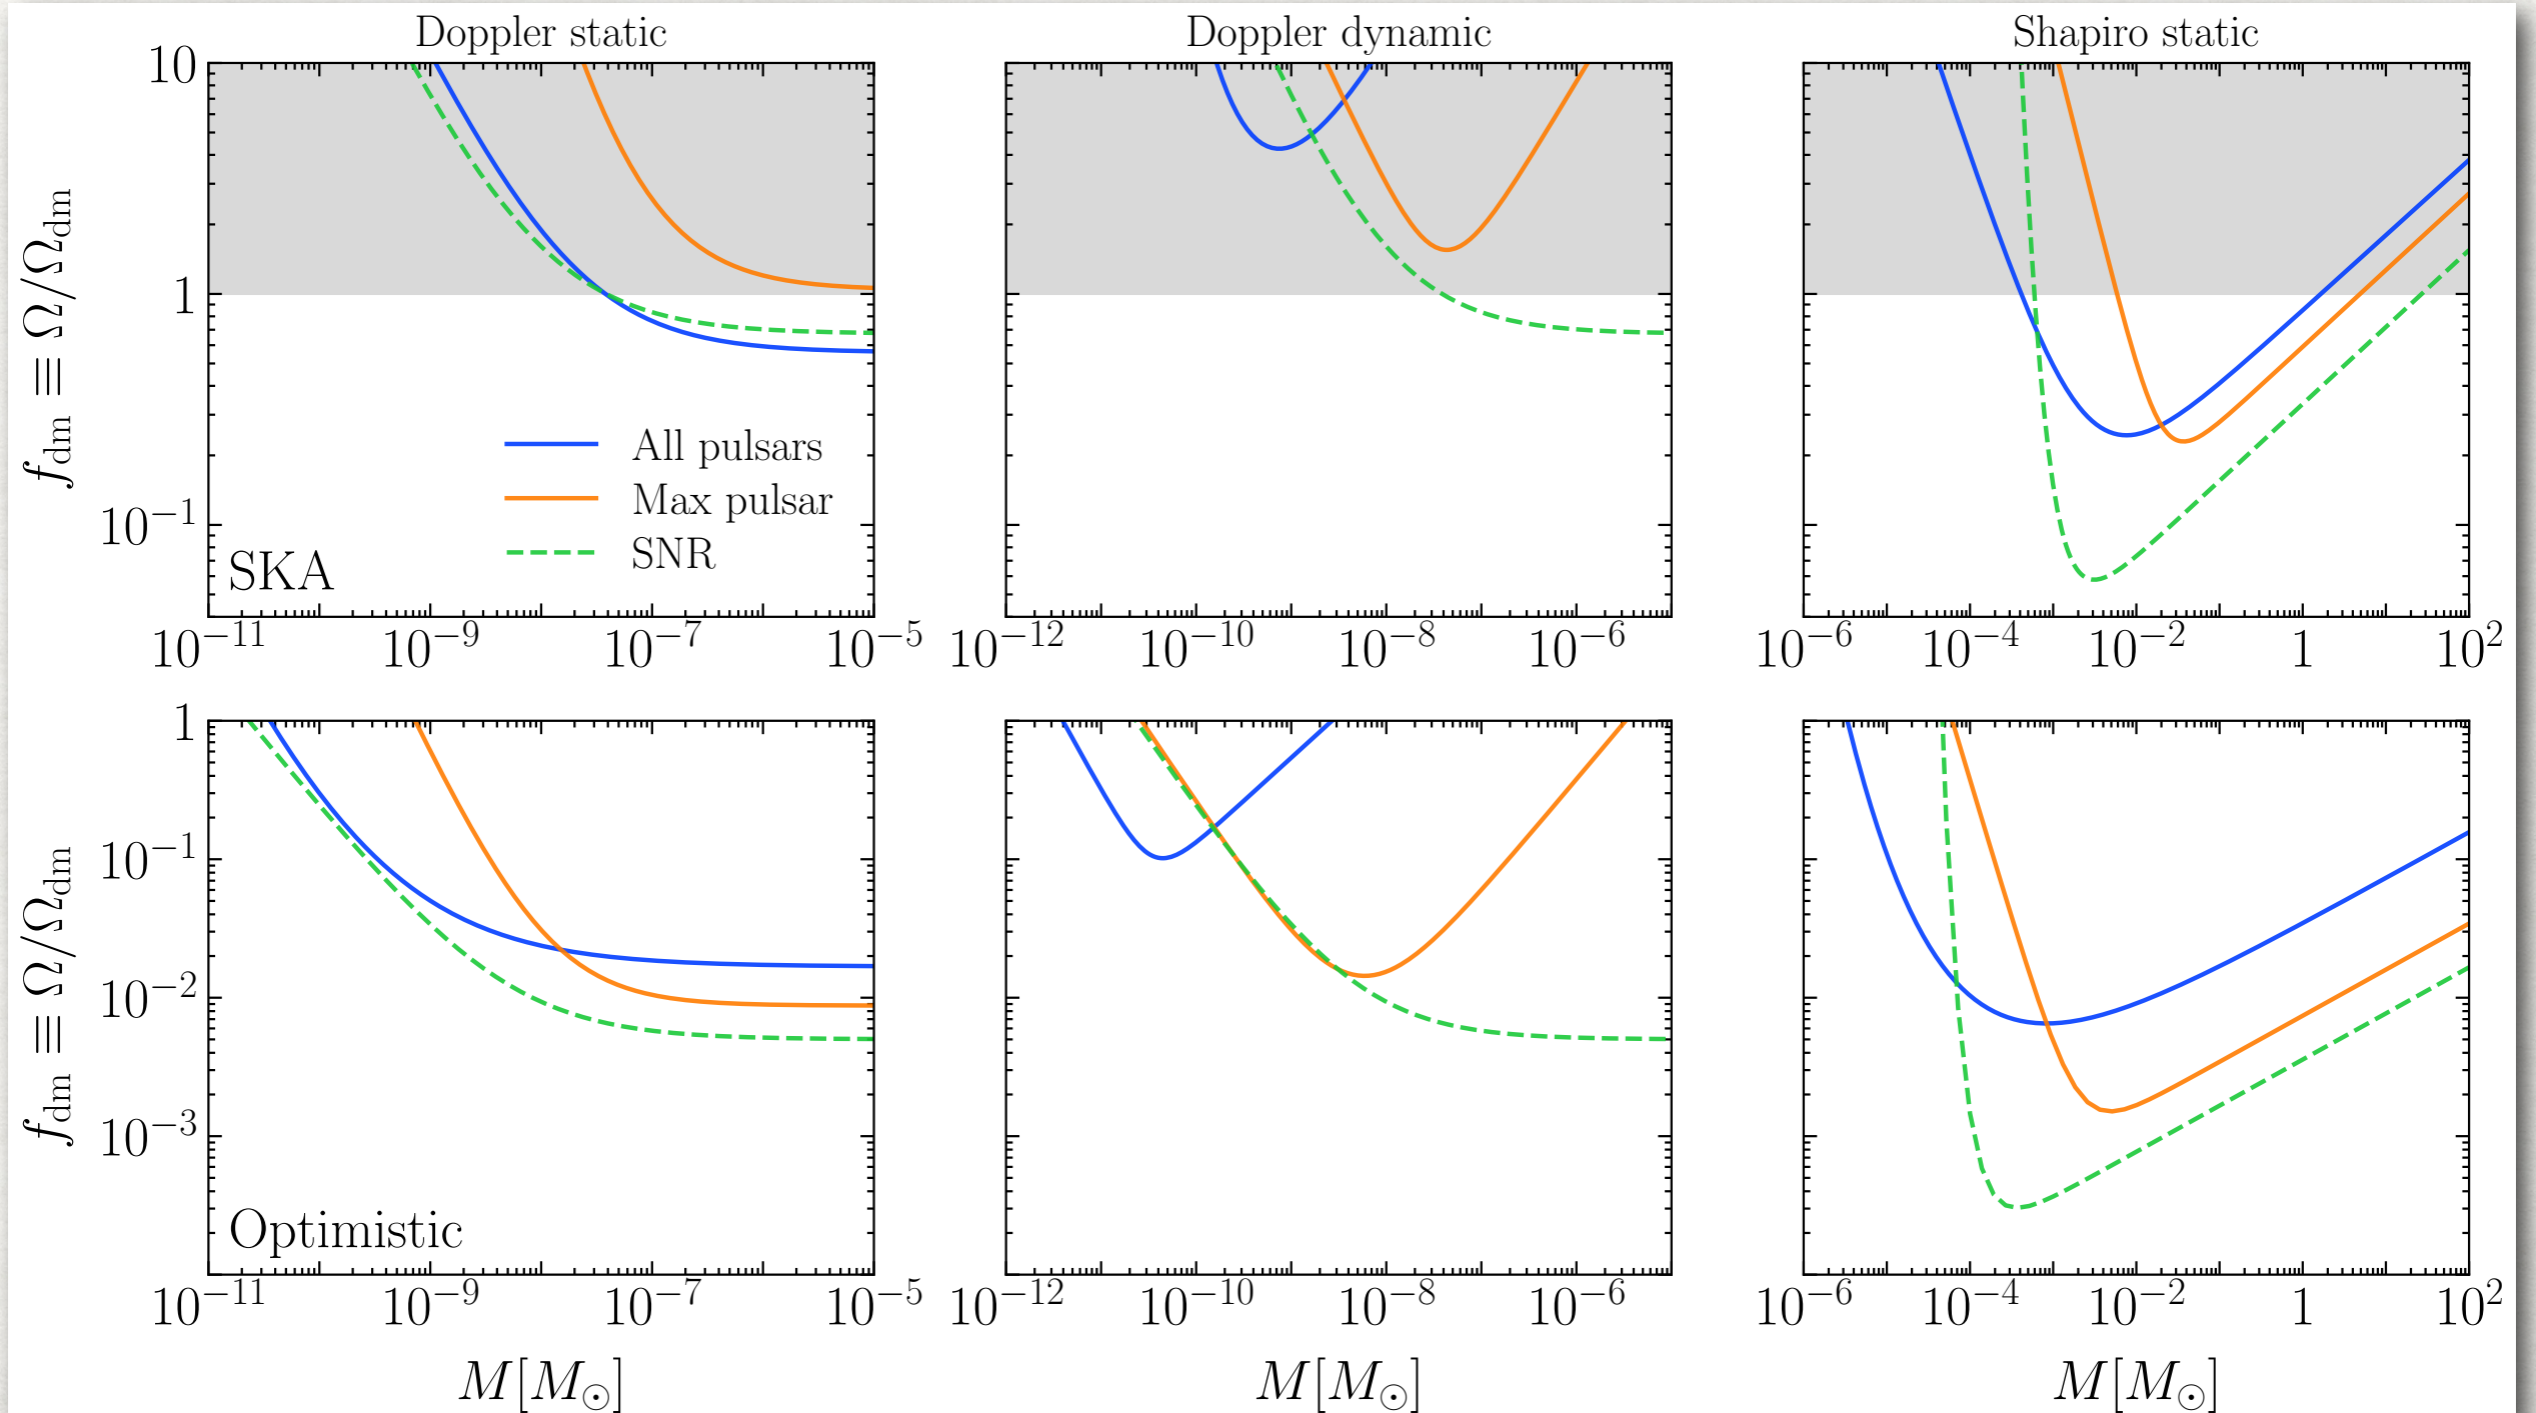 Doppler static Doppler dynamic Shapiro static
10
1
10⁻¹
f_dm ≡ Ω/Ω_dm
All pulsars
Max pulsar
SNR
SKA
10⁻¹¹ 10⁻⁹ 10⁻⁷ 10⁻⁵ 10⁻¹² 10⁻¹⁰ 10⁻⁸ 10⁻⁶ 10⁻⁶ 10⁻⁴ 10⁻² 1 10²
1
10⁻¹
10⁻²
10⁻³
f_dm ≡ Ω/Ω_dm
Optimistic
10⁻¹¹ 10⁻⁹ 10⁻⁷ 10⁻⁵ 10⁻¹² 10⁻¹⁰ 10⁻⁸ 10⁻⁶ 10⁻⁶ 10⁻⁴ 10⁻² 1 10²
M[M_⊙] M[M_⊙] M[M_⊙]